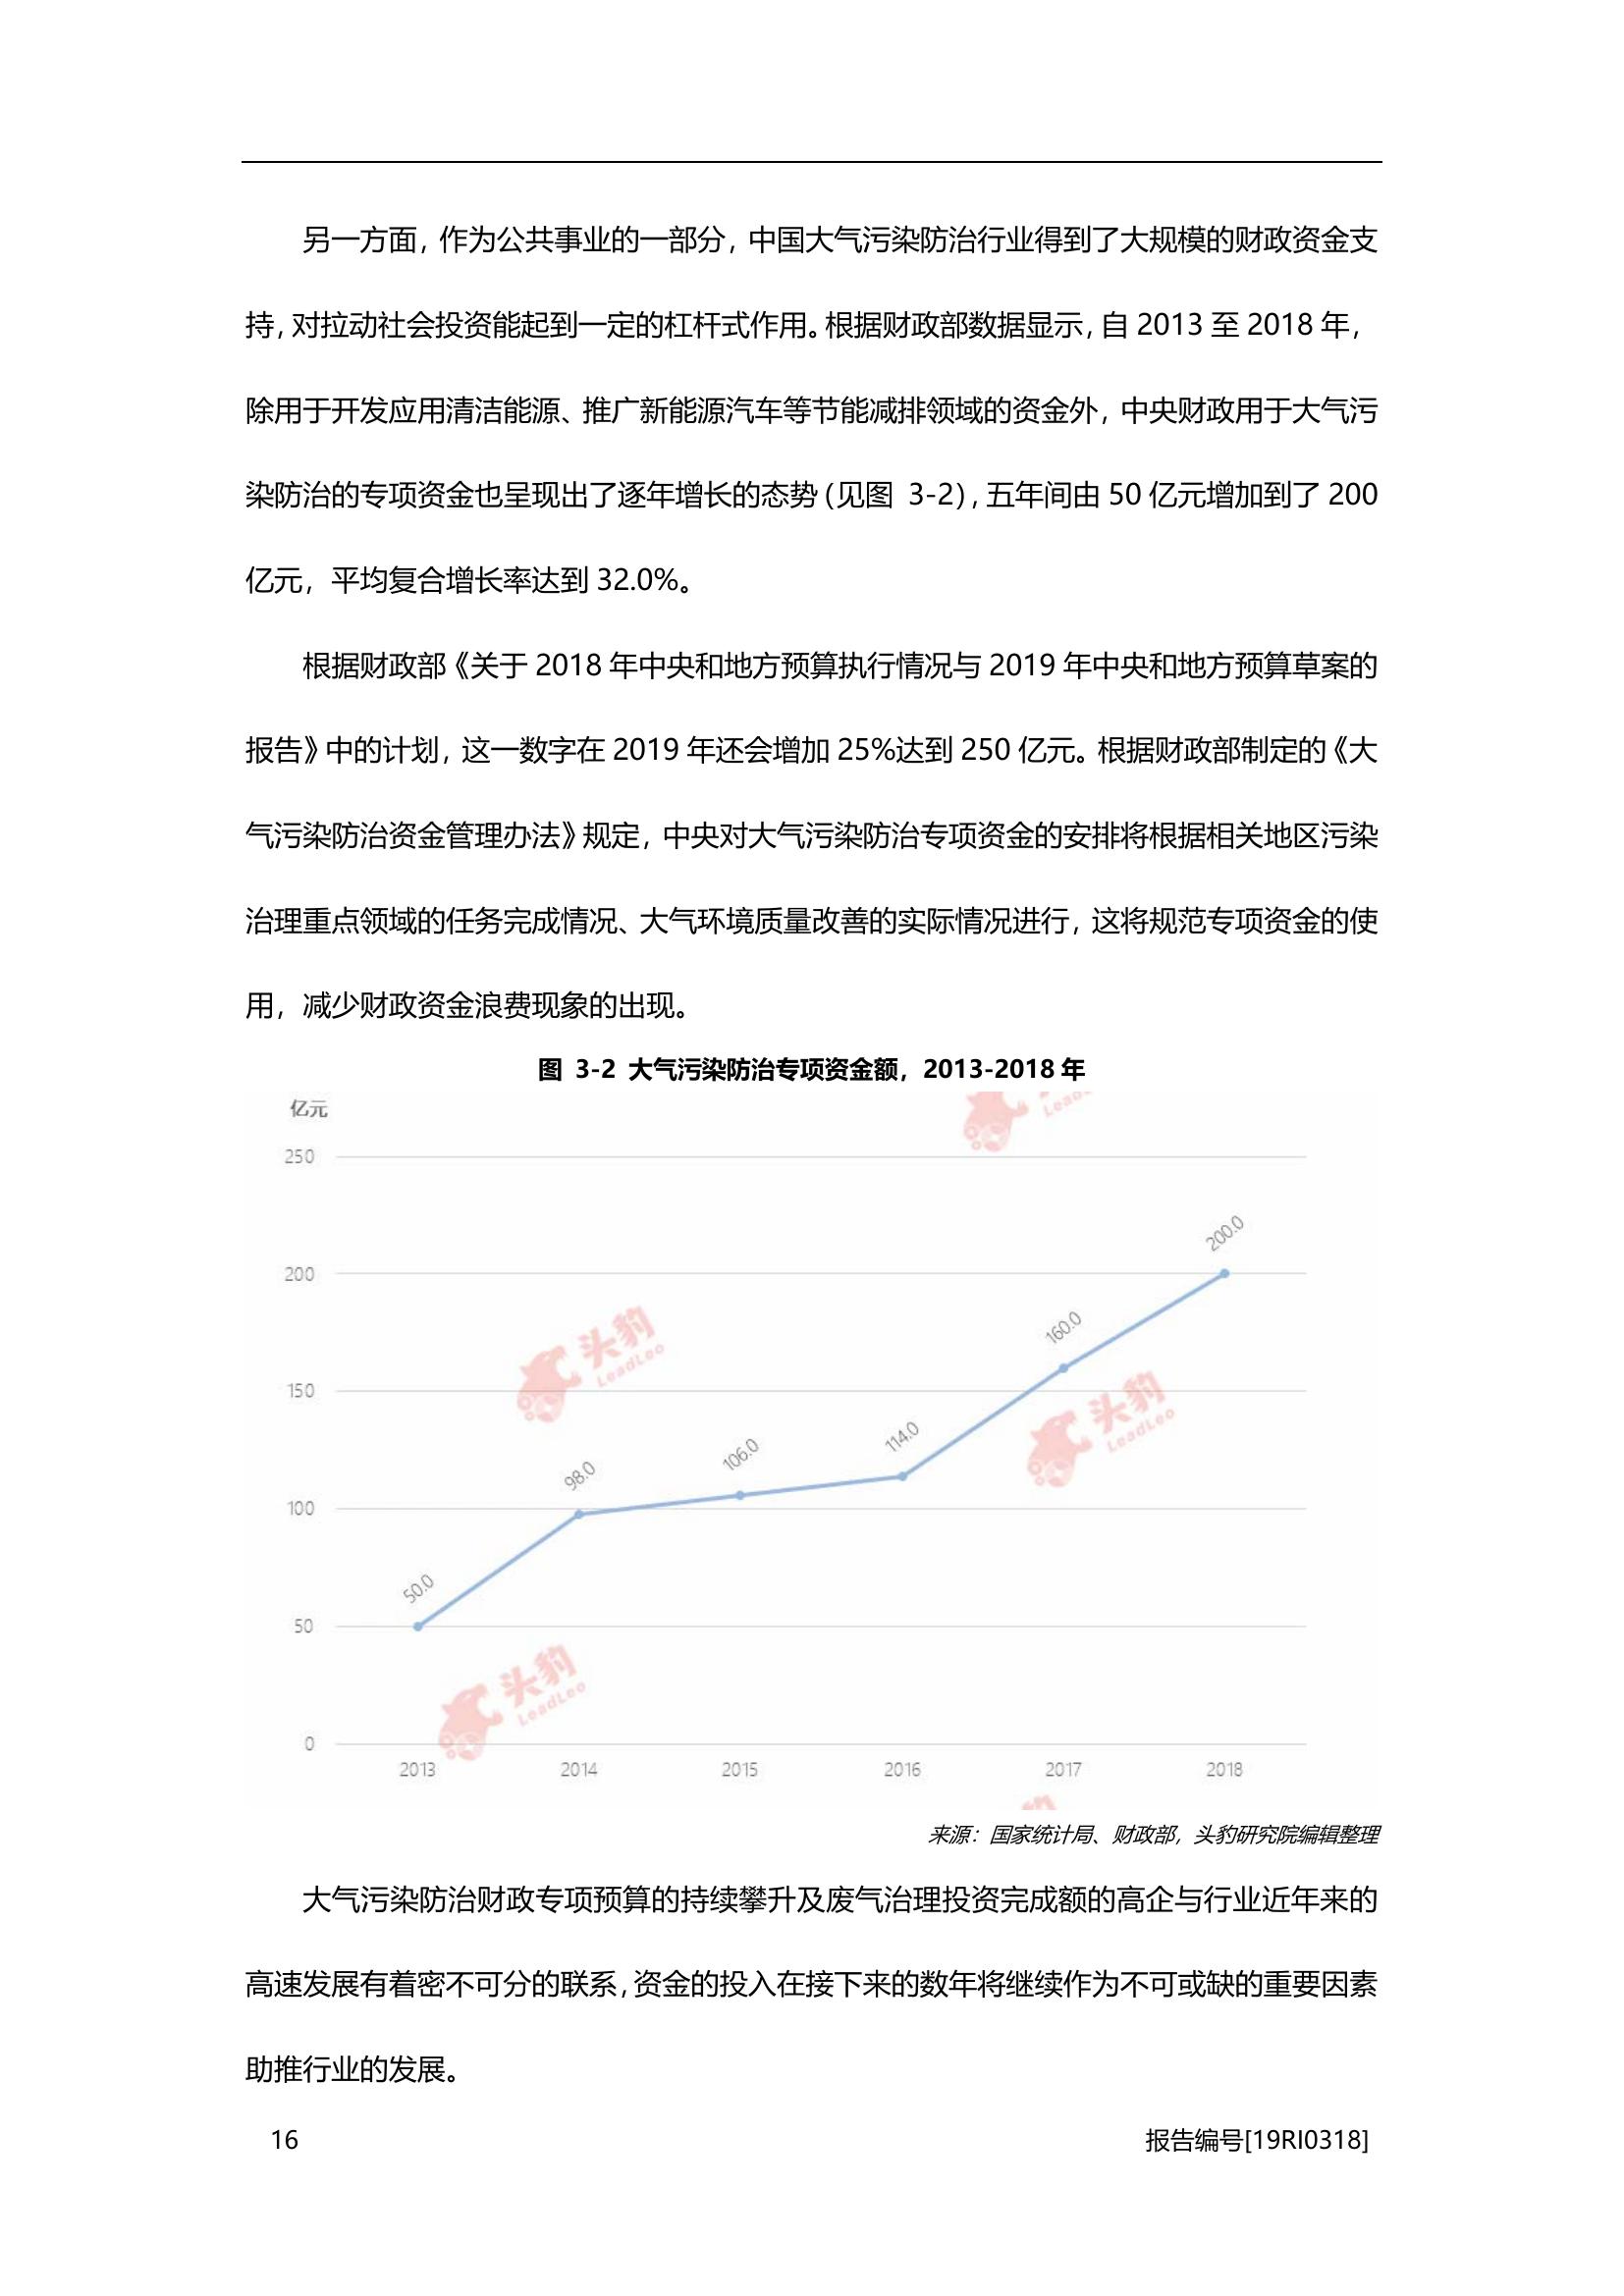 另一方面，作为公共事业的一部分，中国大气污染防治行业得到了大规模的财政资金支
持，对拉动社会投资能起到一定的杠杆式作用。根据财政部数据显示，自 2013 至 2018 年，
除用于开发应用清洁能源、推广新能源汽车等节能减排领域的资金外，中央财政用于大气污
染防治的专项资金也呈现出了逐年增长的态势（见图 3-2），五年间由 50 亿元增加到了 200
亿元，平均复合增长率达到 32.0%。
根据财政部《关于 2018 年中央和地方预算执行情况与 2019 年中央和地方预算草案的
报告》中的计划，这一数字在 2019 年还会增加 25%达到 250 亿元。根据财政部制定的《大
气污染防治资金管理办法》规定，中央对大气污染防治专项资金的安排将根据相关地区污染
治理重点领域的任务完成情况、大气环境质量改善的实际情况进行，这将规范专项资金的使
用，减少财政资金浪费现象的出现。
图 3-2 大气污染防治专项资金额，2013-2018 年
亿元
250
200
150
100
50
0
50.0
98.0
106.0
114.0
160.0
200.0
2013 2014 2015 2016 2017 2018
头豹
LeadLeo
头豹
LeadLeo
头豹
LeadLeo
来源：国家统计局、财政部，头豹研究院编辑整理
大气污染防治财政专项预算的持续攀升及废气治理投资完成额的高企与行业近年来的
高速发展有着密不可分的联系，资金的投入在接下来的数年将继续作为不可或缺的重要因素
助推行业的发展。
16
报告编号[19RI0318]